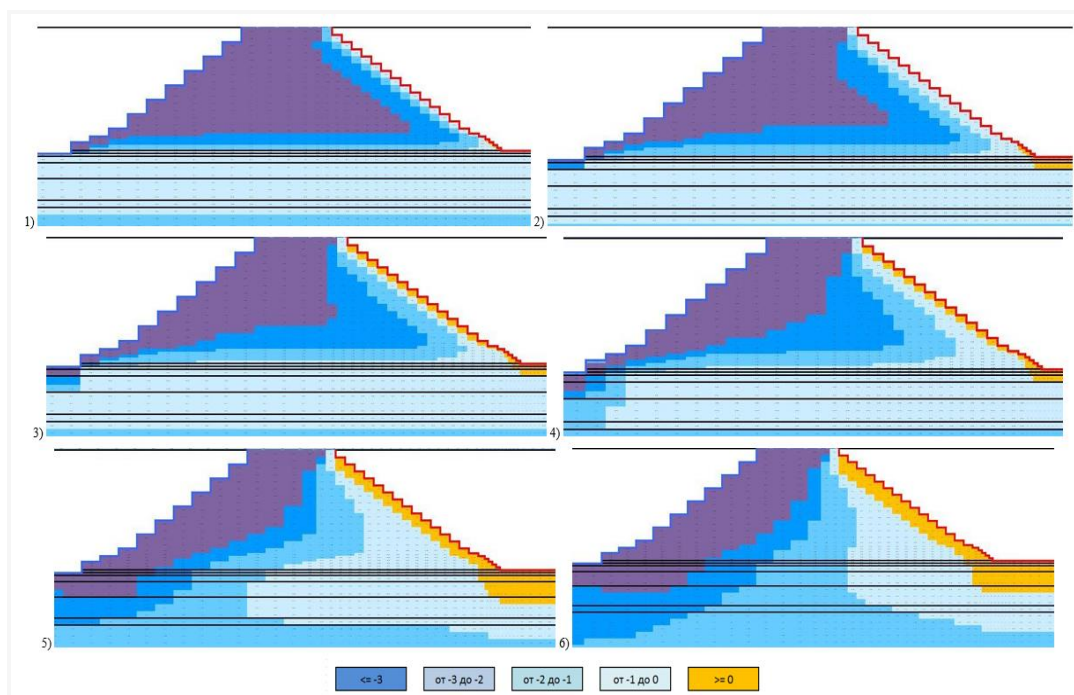 1)
2)
3)
4)
5)
6)
<= -3
от -3 до -2
от -2 до -1
от -1 до 0
>= 0